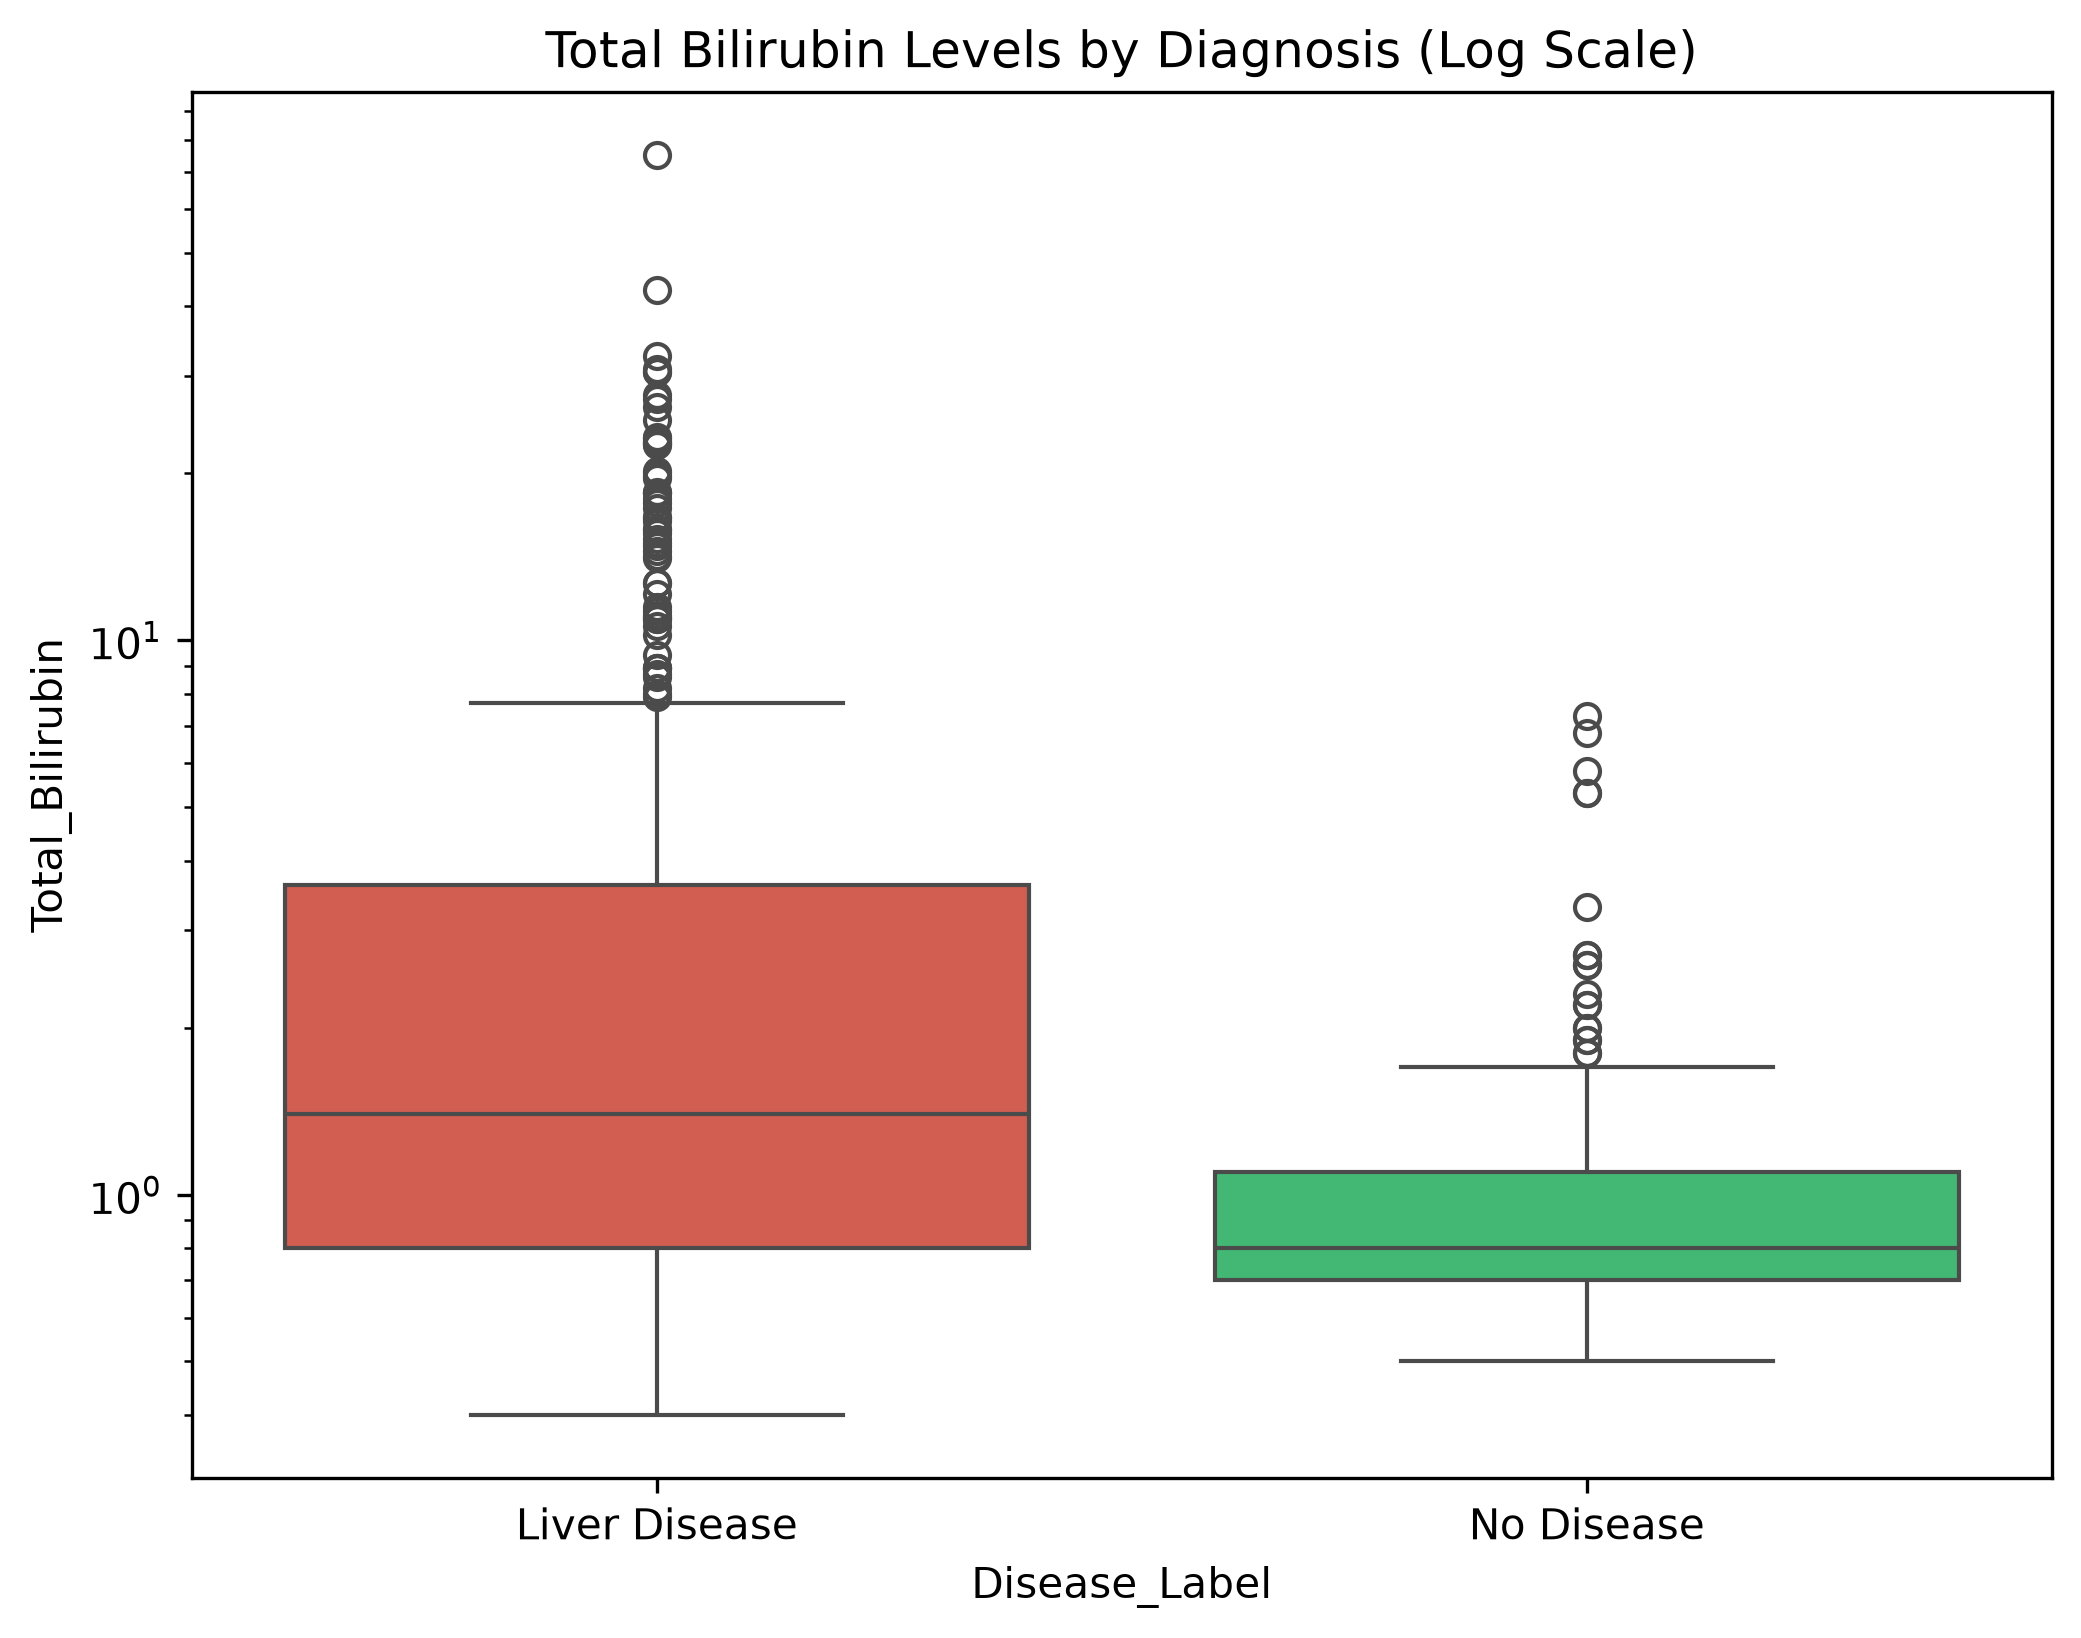 Total Bilirubin Levels by Diagnosis (Log Scale)
Total_Bilirubin
10¹
10⁰
Liver Disease
No Disease
Disease_Label